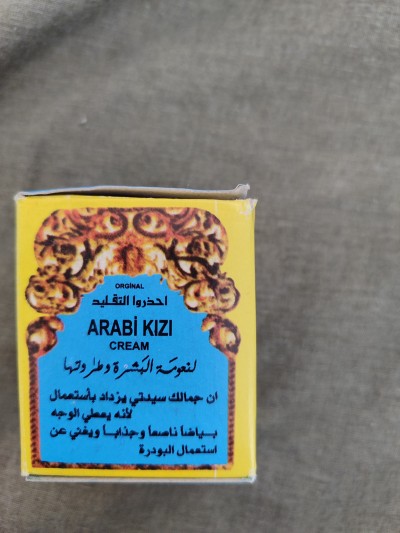 ORGINAL
احذروا التقليد
ARABİ KIZI
CREAM
لنعومة البشرة وطراوتها
ان جمالك سيدتي يزداد بأستعمال
لأنه يعطي الوجه
بياضاً ناصعاً وجذاباً ويغني عن
استعمال البودرة